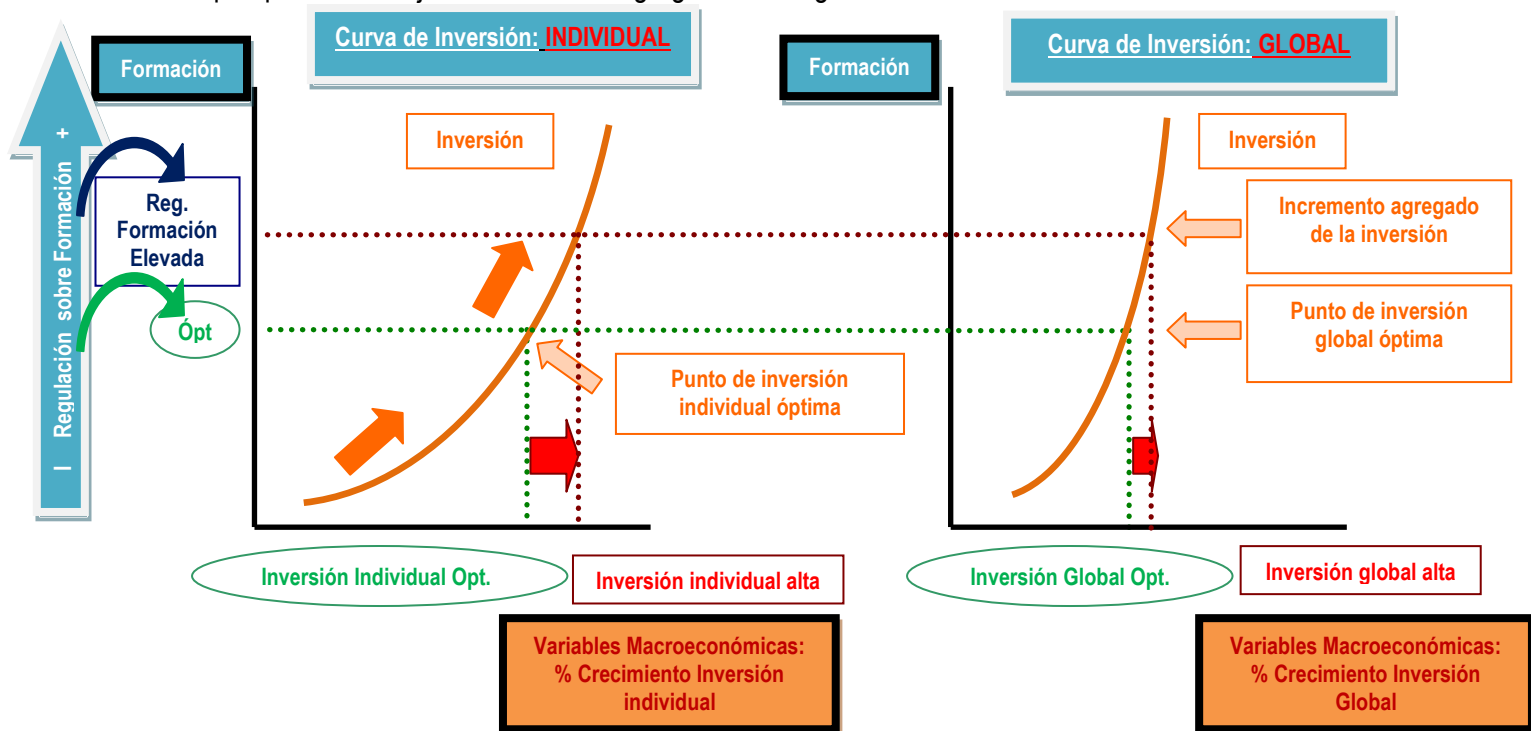 Curva de Inversión: INDIVIDUAL
Curva de Inversión: GLOBAL
Formación
Formación
Inversión
Inversión
— Regulación sobre Formación +
Reg.
Formación
Elevada
Ópt
Incremento agregado
de la inversión
Punto de inversión
global óptima
Punto de inversión
individual óptima
Inversión Individual Opt.
Inversión individual alta
Inversión Global Opt.
Inversión global alta
Variables Macroeconómicas:
% Crecimiento Inversión
individual
Variables Macroeconómicas:
% Crecimiento Inversión
Global